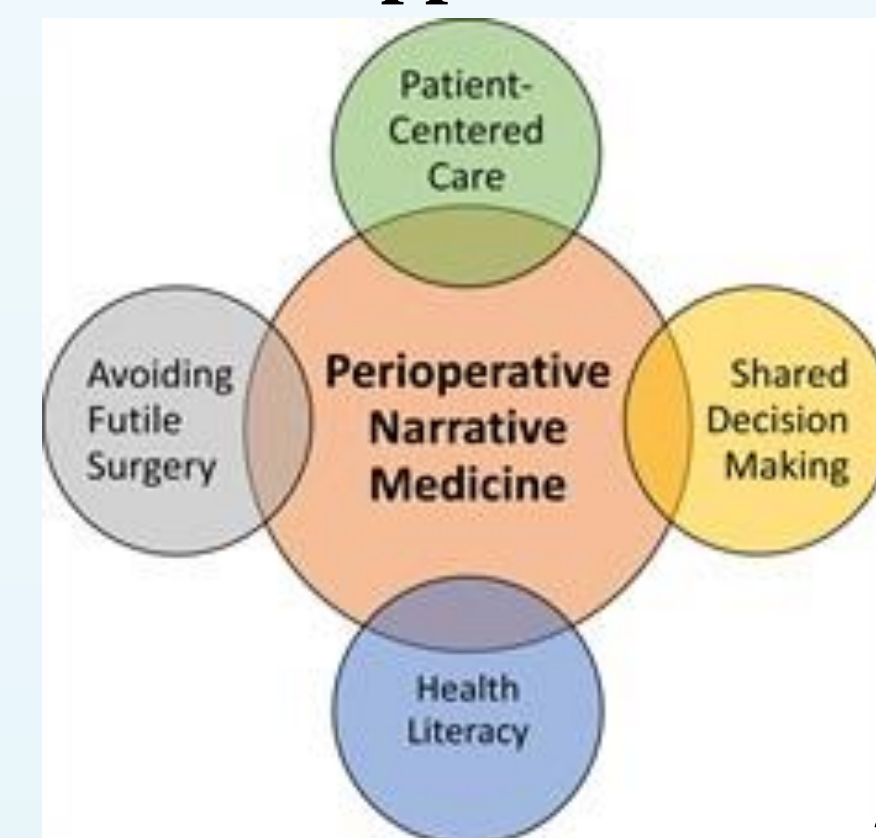 Patient-
Centered
Care
Avoiding
Futile
Surgery
Perioperative
Narrative
Medicine
Shared
Decision
Making
Health
Literacy